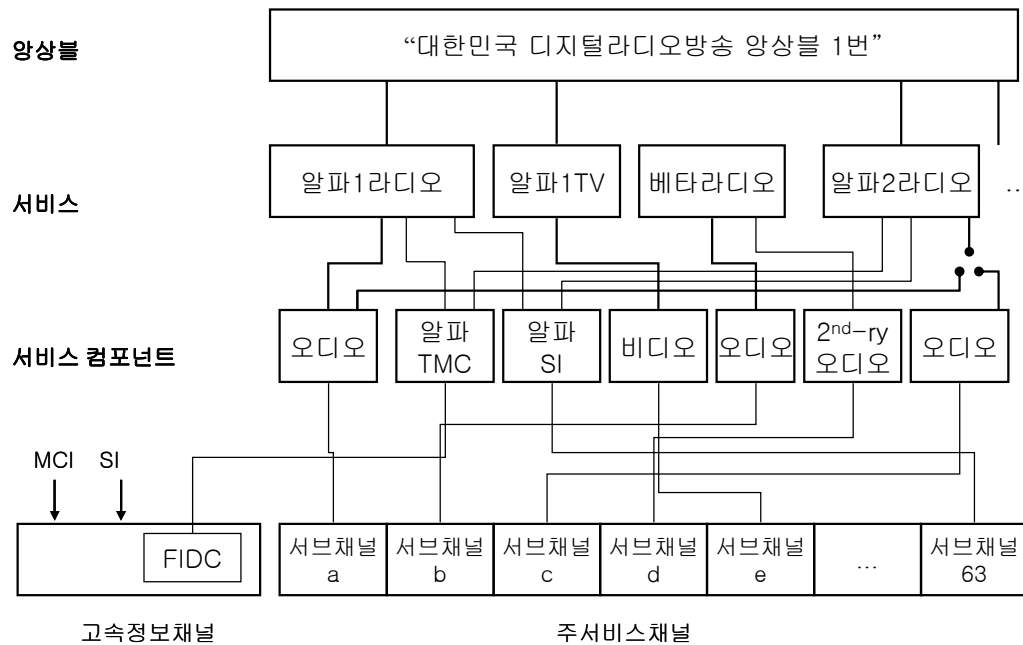 앙상블
“대한민국 디지털라디오방송 앙상블 1번”
서비스
알파1라디오
알파1TV
베타라디오
알파2라디오
..
서비스 컴포넌트
오디오
알파
TMC
알파
SI
비디오
오디오
2nd-ry
오디오
오디오
MCI
SI
FIDC
서브채널
a
서브채널
b
서브채널
c
서브채널
d
서브채널
e
...
서브채널
63
고속정보채널
주서비스채널